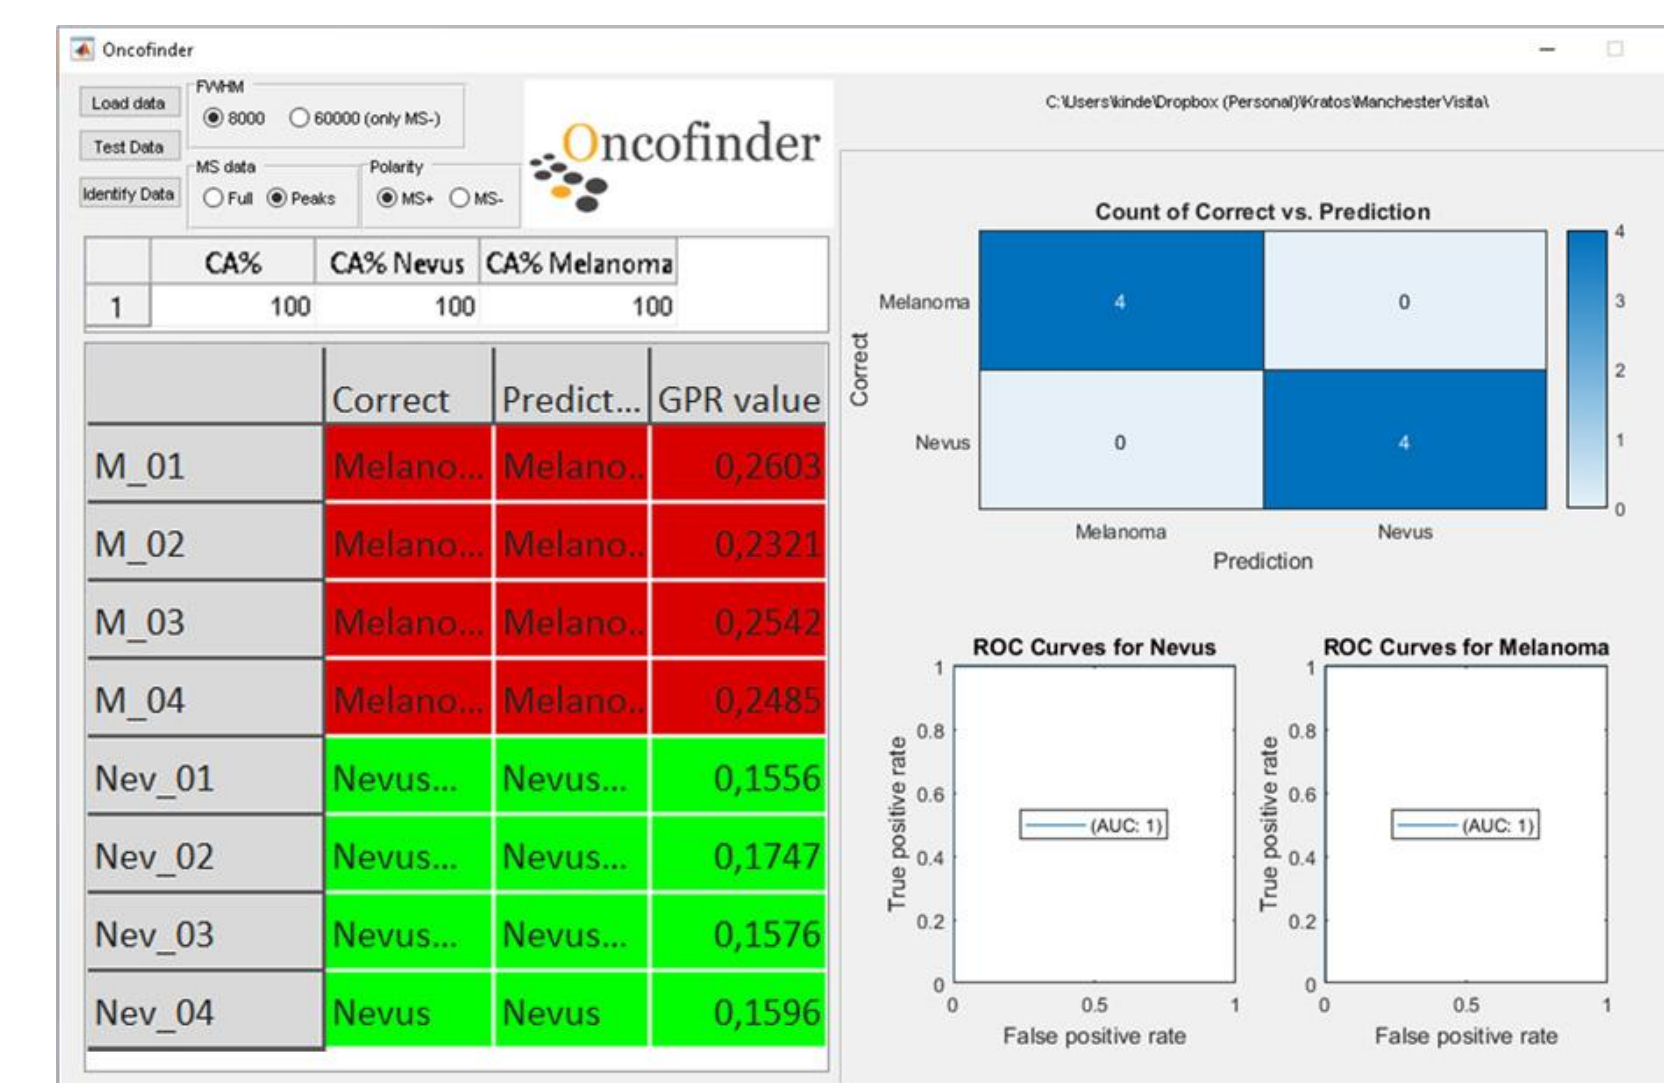 Oncofinder
Load data
Test Data
Identify Data
FWHM
8000 60000 (only MS-)
MS data
Full Peaks
Polarity
MS+ MS-
Oncofinder
CA% CA% Nevus CA% Melanoma
1 100 100 100
Correct Predict... GPR value
M_01 Melano... Melano.. 0,2603
M_02 Melano... Melano.. 0,2321
M_03 Melano... Melano.. 0,2542
M_04 Melano... Melano.. 0,2485
Nev_01 Nevus... Nevus... 0,1556
Nev_02 Nevus... Nevus... 0,1747
Nev_03 Nevus... Nevus... 0,1576
Nev_04 Nevus Nevus 0,1596
C:\Users\kinde\Dropbox (Personal)\Kratos\ManchesterVisita\
Count of Correct vs. Prediction
Correct
Melanoma 4 0
Nevus 0 4
Melanoma Nevus
Prediction
4
3
2
1
0
ROC Curves for Nevus
True positive rate
1
0.8
0.6
0.4
0.2
0
(AUC: 1)
0 0.5 1
False positive rate
ROC Curves for Melanoma
True positive rate
1
0.8
0.6
0.4
0.2
0
(AUC: 1)
0 0.5 1
False positive rate